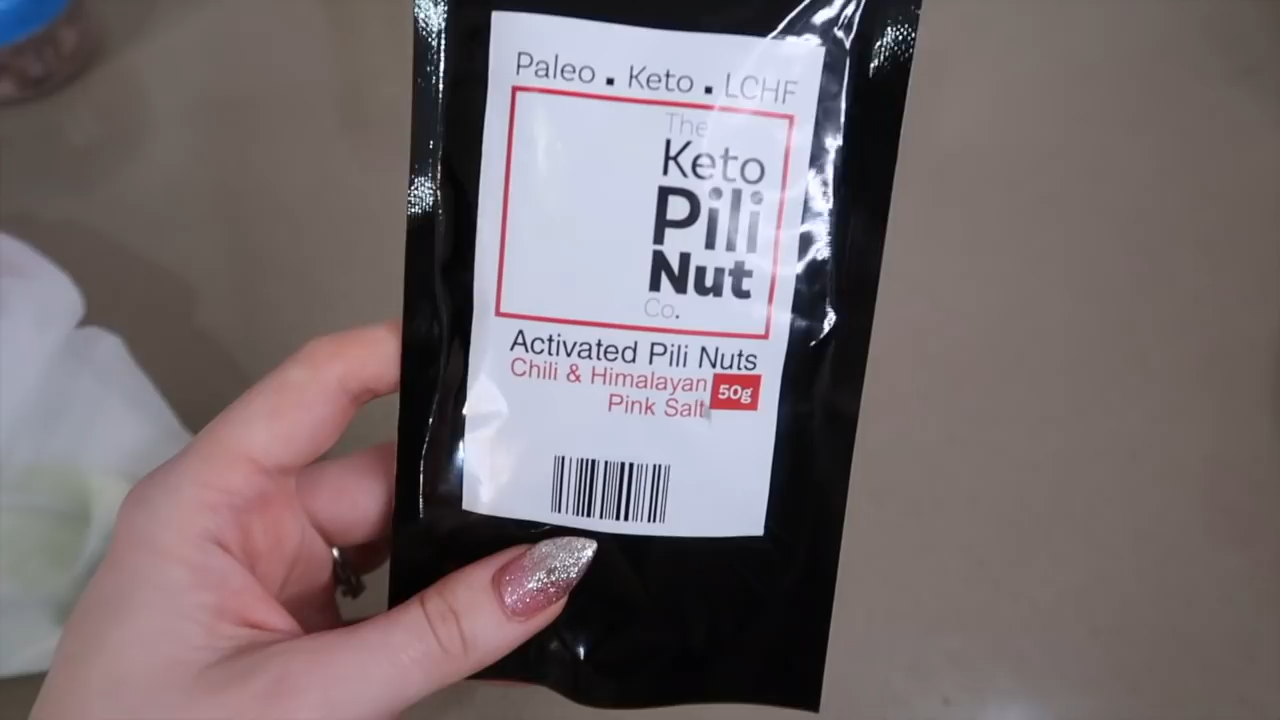 Paleo ▪ Keto ▪ LCHF
The
Keto
Pili
Nut
Co.
Activated Pili Nuts
Chili & Himalayan
Pink Salt
50g